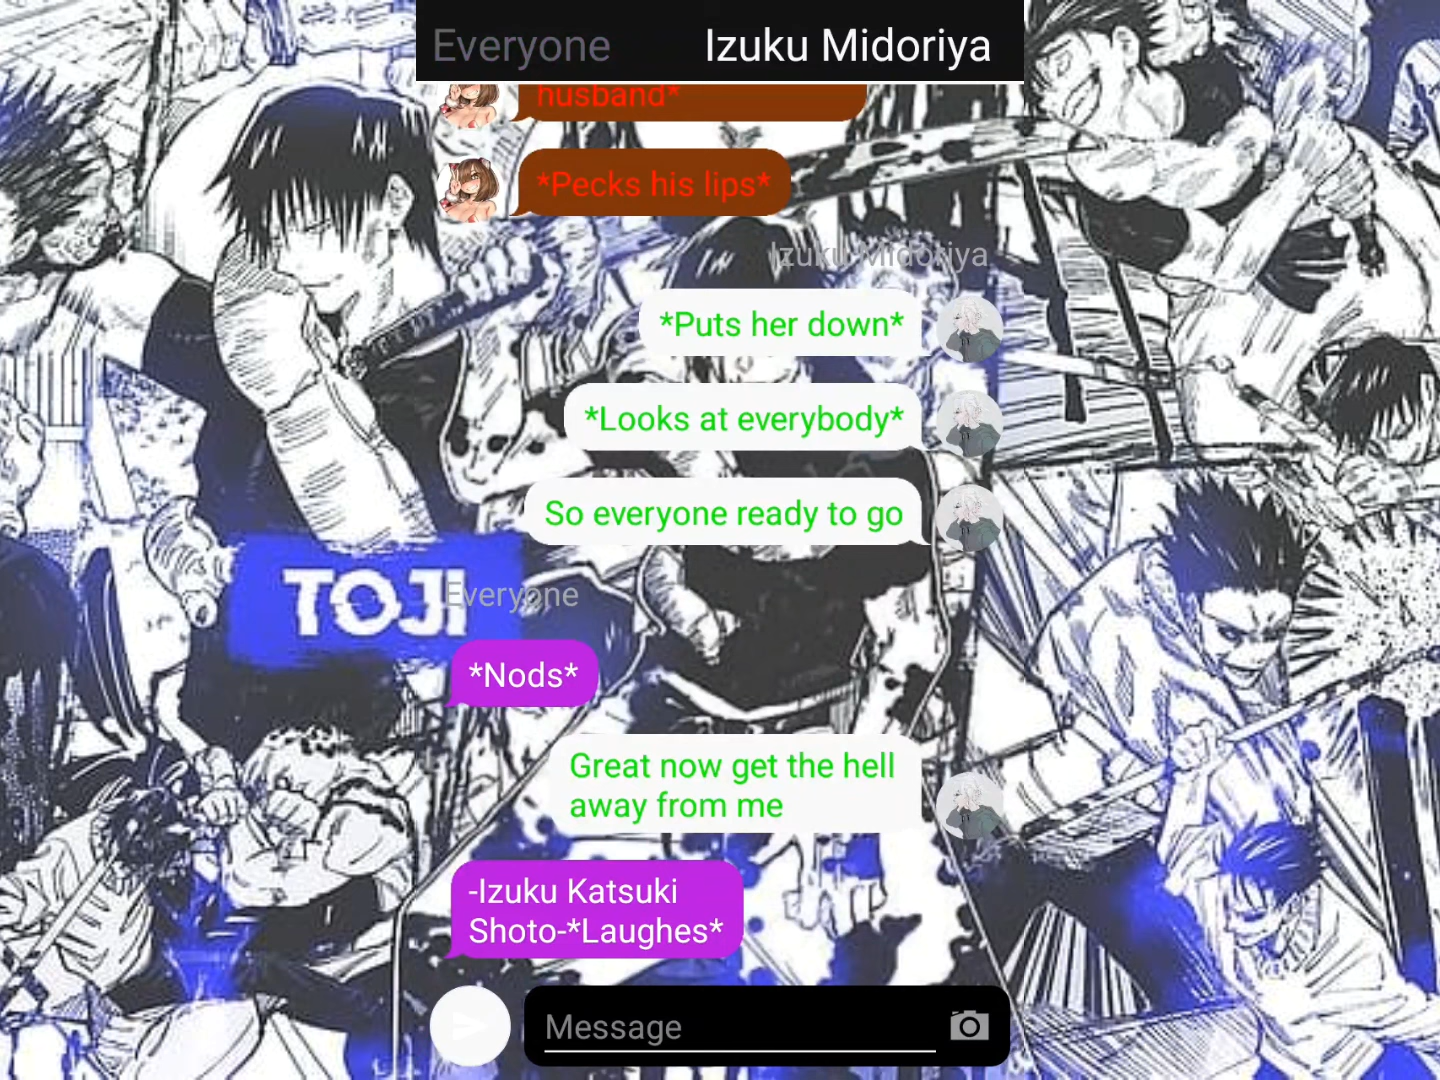 Everyone
Izuku Midoriya
husband*
*Pecks his lips*
Izuku Midoriya
*Puts her down*
*Looks at everybody*
So everyone ready to go
TOJI
Everyone
*Nods*
Great now get the hell
away from me
-Izuku Katsuki
Shoto-*Laughes*
Message